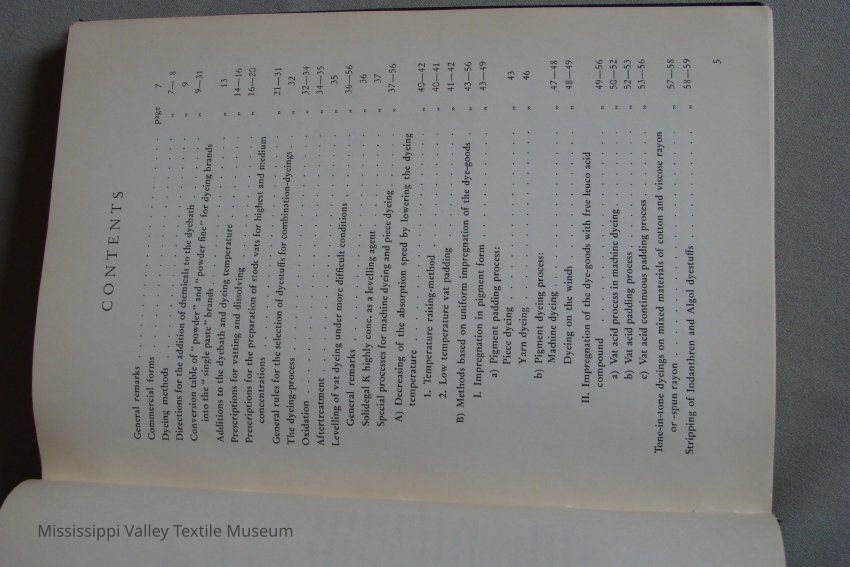 CONTENTS
General remarks . . . . . . . . . . page 7
Commercial forms . . . . . . . . . . „ 7—8
Dyeing methods . . . . . . . . . . „ 9
Directions for the addition of chemicals to the dyebath . . . . „ 9—31
Conversion table of "powder" and "powder fine" for dyeing brands
into the "single paste" brands . . . . . . . . . . „ 13
Additions to the dyebath and dyeing temperature . . . . . . „ 14—16
Prescriptions for vatting and dissolving . . . . . . . . „ 16—20
Prescriptions for the preparation of stock vats for highest and medium
concentrations . . . . . . . . . . „ 21—31
General rules for the selection of dyestuffs for combination-dyeings „ 32
The dyeing-process . . . . . . . . . . „ 32—34
Oxidation . . . . . . . . . . „ 34—35
Aftertreatment . . . . . . . . . . „ 35
Levelling of vat dyeing under more difficult conditions . . . . „ 36—56
General remarks . . . . . . . . . . „ 36
Solidegal K highly conc. as a levelling agent . . . . . . „ 37
Special processes for machine dyeing and piece dyeing . . . . „ 37—56
A) Decreasing of the absorption speed by lowering the dyeing
temperature . . . . . . . . . . „ 40—42
1. Temperature raising-method . . . . . . . . „ 40—41
2. Low temperature vat padding . . . . . . . . „ 41—42
B) Methods based on uniform impregnation of the dye-goods „ 43—56
I. Impregnation in pigment form . . . . . . . . „ 43—49
a) Pigment padding process:
Piece dyeing . . . . . . . . . . „ 43
Yarn dyeing . . . . . . . . . . „ 46
b) Pigment dyeing process:
Machine dyeing . . . . . . . . . . „ 47—48
Dyeing on the winch . . . . . . . . . . „ 48—49
II. Impregnation of the dye-goods with free leuco acid
compound . . . . . . . . . . „ 49—56
a) Vat acid process in machine dyeing . . . . . . „ 50—52
b) Vat acid padding process . . . . . . . . „ 52—53
c) Vat acid continuous padding process . . . . . . „ 53—56
Tone-in-tone dyeings on mixed materials of cotton and viscose rayon
or -spun rayon . . . . . . . . . . „ 57—58
Stripping of Indanthren and Algol dyestuffs . . . . . . „ 58—59
5
Mississippi Valley Textile Museum